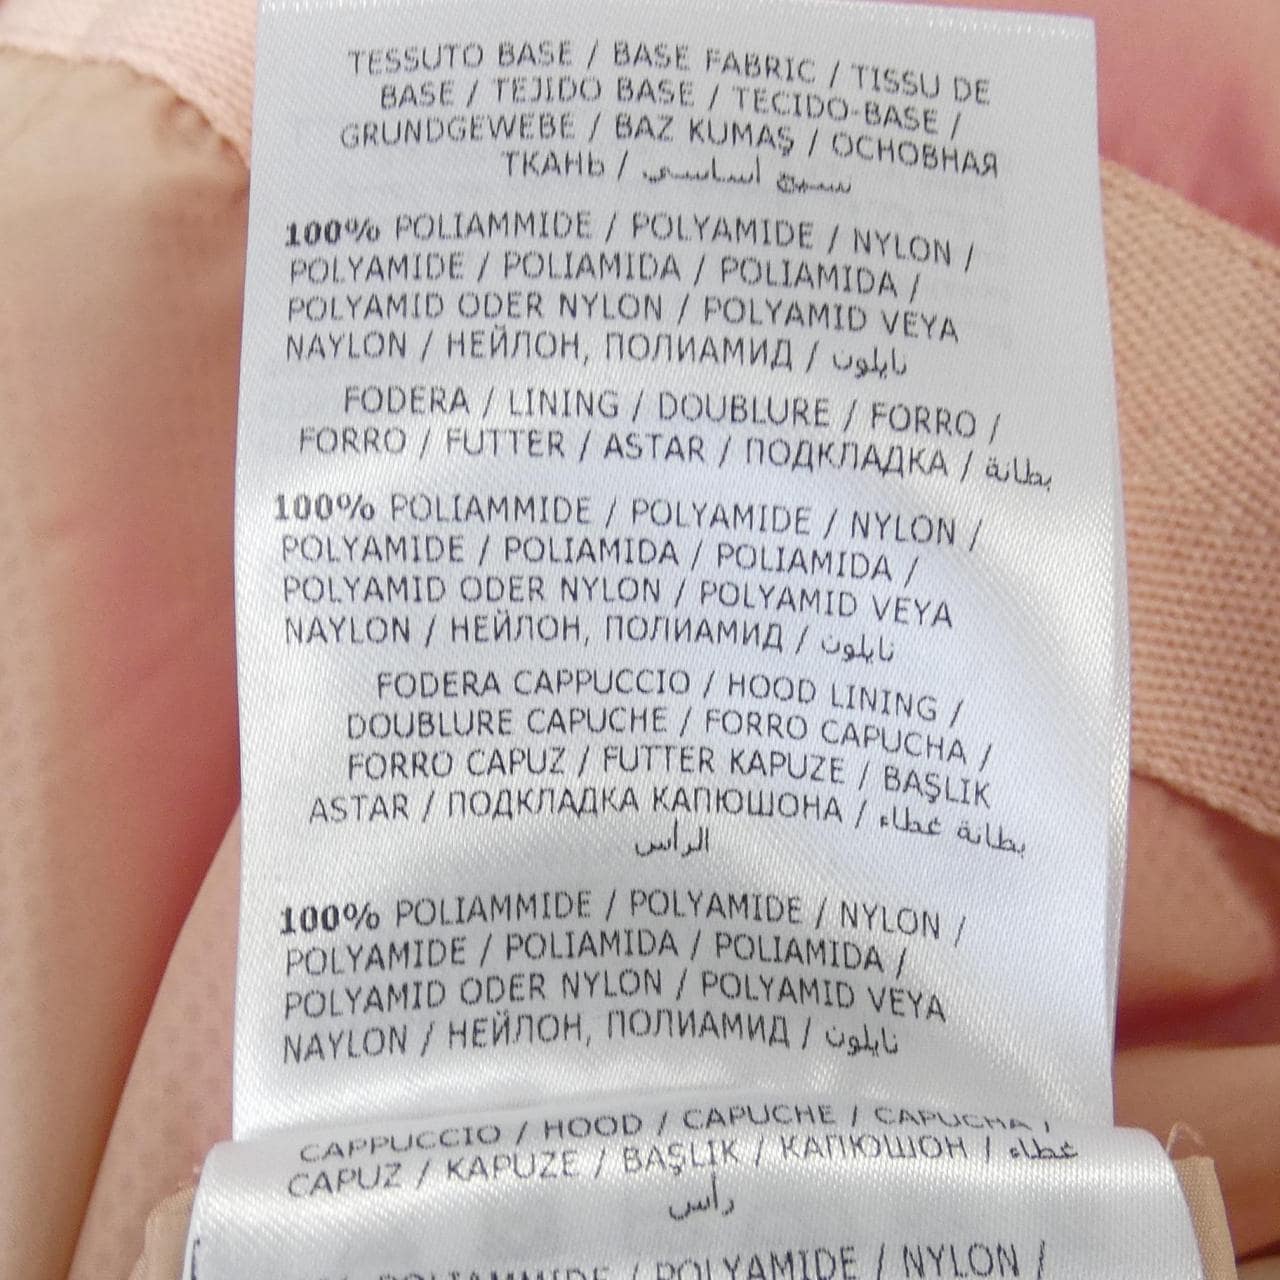 TESSUTO BASE / BASE FABRIC / TISSU DE
BASE / TEJIDO BASE / TECIDO-BASE /
GRUNDGEWEBE / BAZ KUMAŞ / ОСНОВНАЯ
ТКАНЬ / نسيج اساسي
100% POLIAMMIDE / POLYAMIDE / NYLON /
POLYAMIDE / POLIAMIDA / POLIAMIDA /
POLYAMID ODER NYLON / POLYAMID VEYA
NAYLON / НЕЙЛОН, ПОЛИАМИД / نايلون
FODERA / LINING / DOUBLURE / FORRO /
FORRO / FUTTER / ASTAR / ПОДКЛАДКА / بطانة
100% POLIAMMIDE / POLYAMIDE / NYLON /
POLYAMIDE / POLIAMIDA / POLIAMIDA /
POLYAMID ODER NYLON / POLYAMID VEYA
NAYLON / НЕЙЛОН, ПОЛИАМИД / نايلون
FODERA CAPPUCCIO / HOOD LINING /
DOUBLURE CAPUCHE / FORRO CAPUCHA /
FORRO CAPUZ / FUTTER KAPUZE / BAŞLIK
ASTAR / ПОДКЛАДКА КАПЮШОНА / بطانة غطاء
الرأس
100% POLIAMMIDE / POLYAMIDE / NYLON /
POLYAMIDE / POLIAMIDA / POLIAMIDA /
POLYAMID ODER NYLON / POLYAMID VEYA
NAYLON / НЕЙЛОН, ПОЛИАМИД / نايلون
CAPPUCCIO / HOOD / CAPUCHE / CAPUCHA /
CAPUZ / KAPUZE / BAŞLIK / КАПЮШОН / غطاء
رأس
/ POLYAMIDE / NYLON /